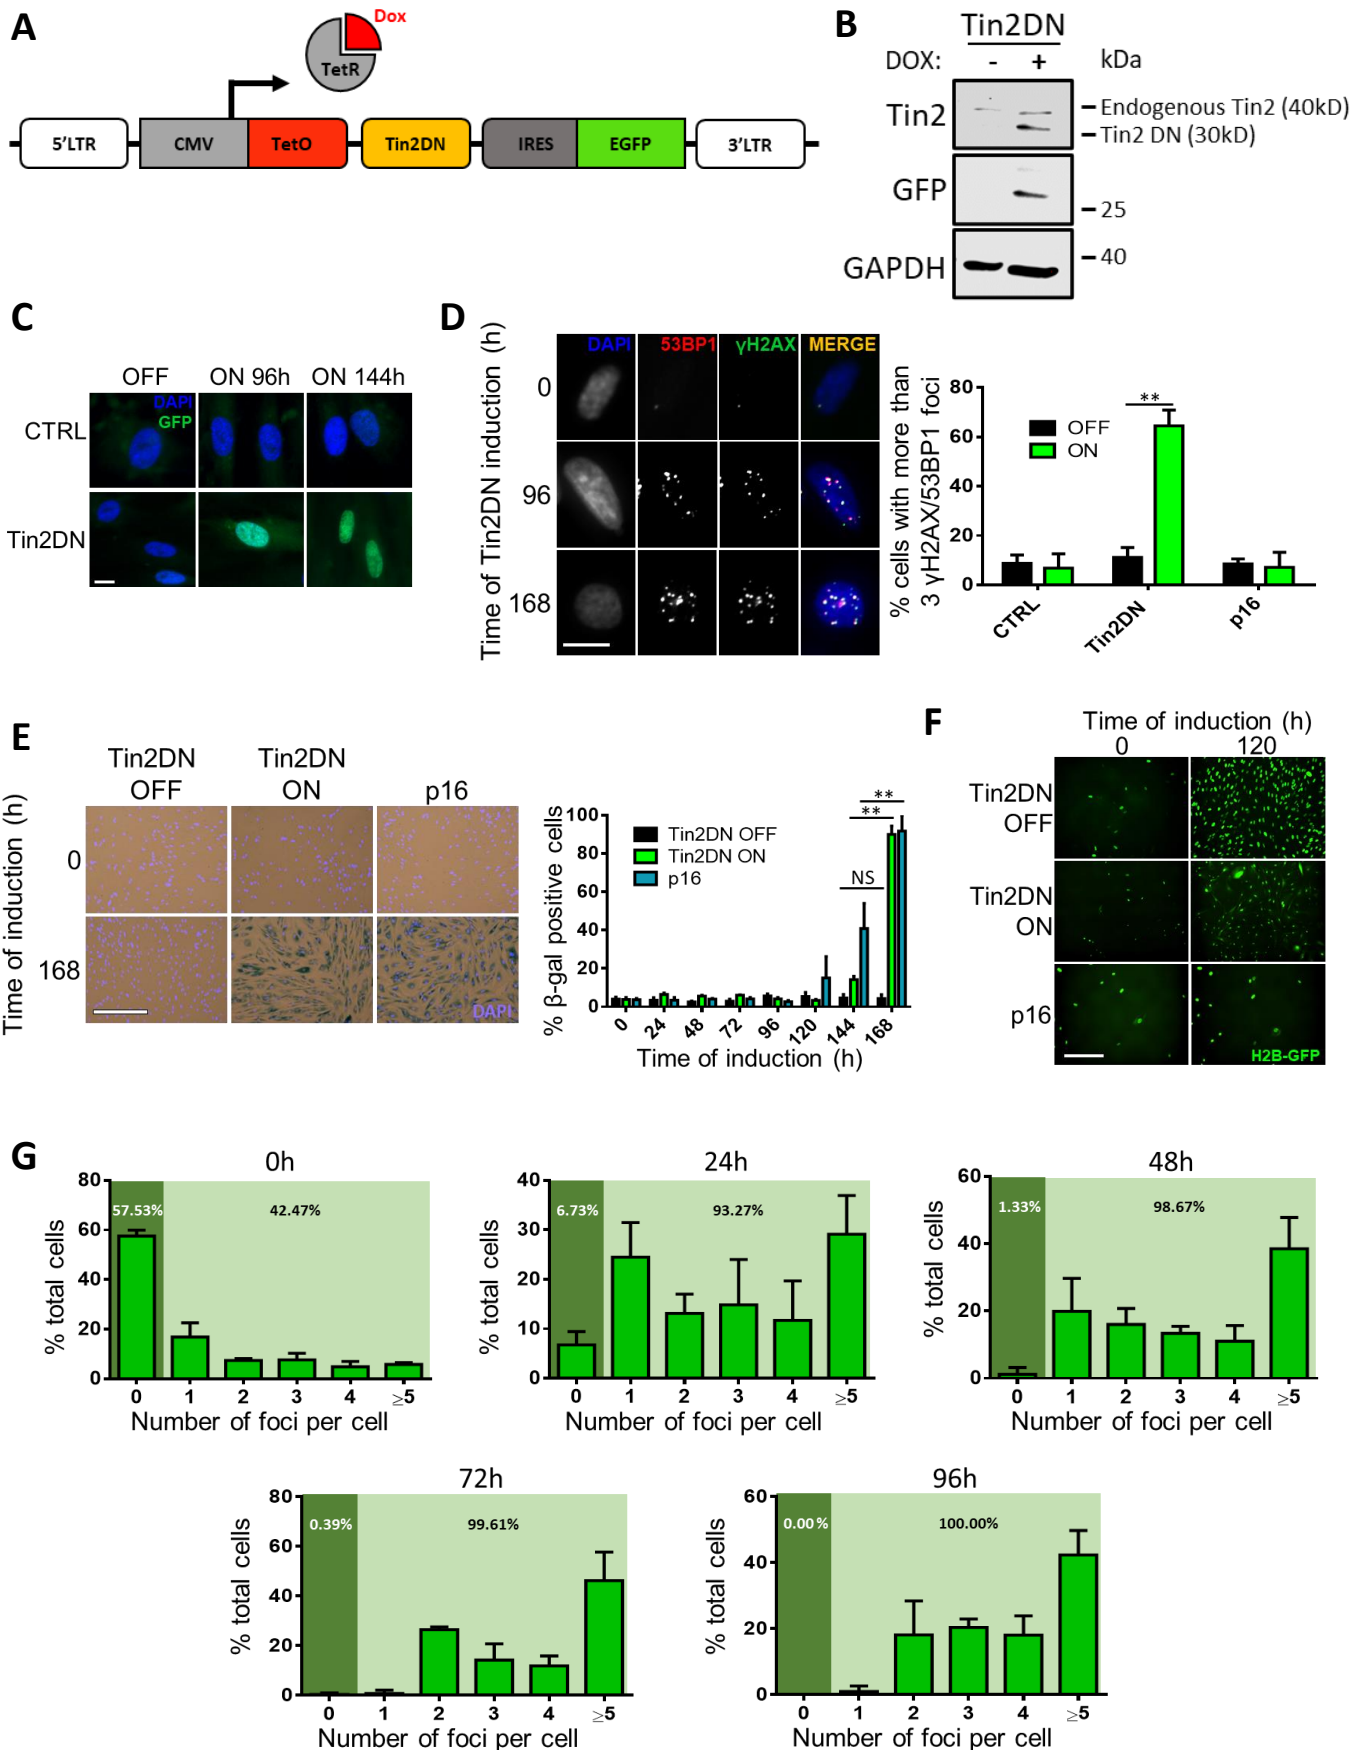 A
Dox
TetR
5'LTR
CMV
TetO
Tin2DN
IRES
EGFP
3'LTR
B
Tin2DN
DOX:
-
+
kDa
Tin2
Endogenous Tin2 (40kD)
Tin2 DN (30kD)
GFP
25
GAPDH
40
C
OFF
ON 96h
ON 144h
CTRL
DAPI
GFP
Tin2DN
D
Time of Tin2DN induction (h)
DAPI
53BP1
γH2AX
MERGE
0
96
168
% cells with more than
3 γH2AX/53BP1 foci
80
60
40
20
0
OFF
ON
**
CTRL
Tin2DN
p16
E
Time of induction (h)
Tin2DN
OFF
Tin2DN
ON
p16
0
168
DAPI
% β-gal positive cells
100
80
60
40
20
0
Tin2DN OFF
Tin2DN ON
p16
NS
**
**
0
24
48
72
96
120
144
168
Time of induction (h)
F
Time of induction (h)
0
120
Tin2DN
OFF
Tin2DN
ON
p16
H2B-GFP
G
0h
% total cells
80
60
40
20
0
57.53%
42.47%
0
1
2
3
4
≥5
Number of foci per cell
24h
% total cells
40
30
20
10
0
6.73%
93.27%
0
1
2
3
4
≥5
Number of foci per cell
48h
% total cells
60
40
20
0
1.33%
98.67%
0
1
2
3
4
≥5
Number of foci per cell
72h
% total cells
80
60
40
20
0
0.39%
99.61%
0
1
2
3
4
≥5
Number of foci per cell
96h
% total cells
60
40
20
0
0.00%
100.00%
0
1
2
3
4
≥5
Number of foci per cell